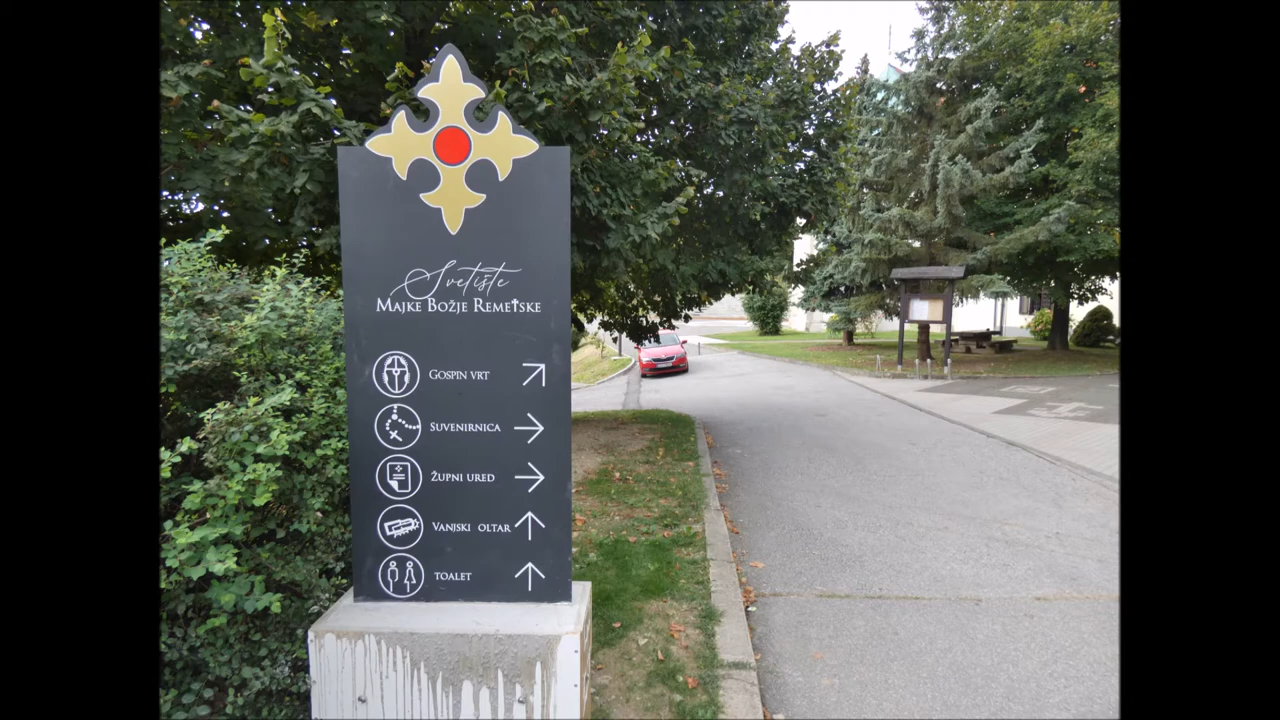 Svetište
Majke Božje Remetske
Gospin vrt
Suvenirnica
Župni ured
Vanjski oltar
Toalet